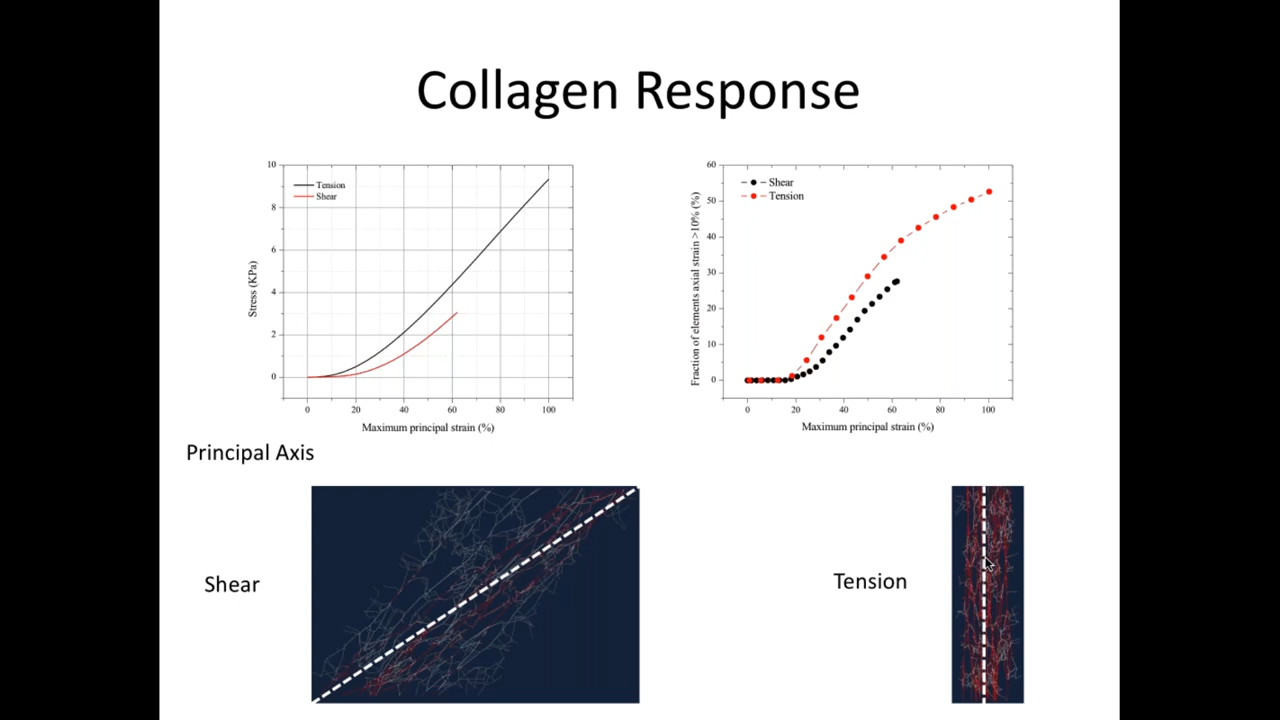 Collagen Response
10
8
6
4
2
0
Stress (KPa)
Tension
Shear
0 20 40 60 80 100
Maximum principal strain (%)
60
50
40
30
20
10
0
Fraction of elements axial strain >10% (%)
Shear
Tension
0 20 40 60 80 100
Maximum principal strain (%)
Principal Axis
Shear
Tension